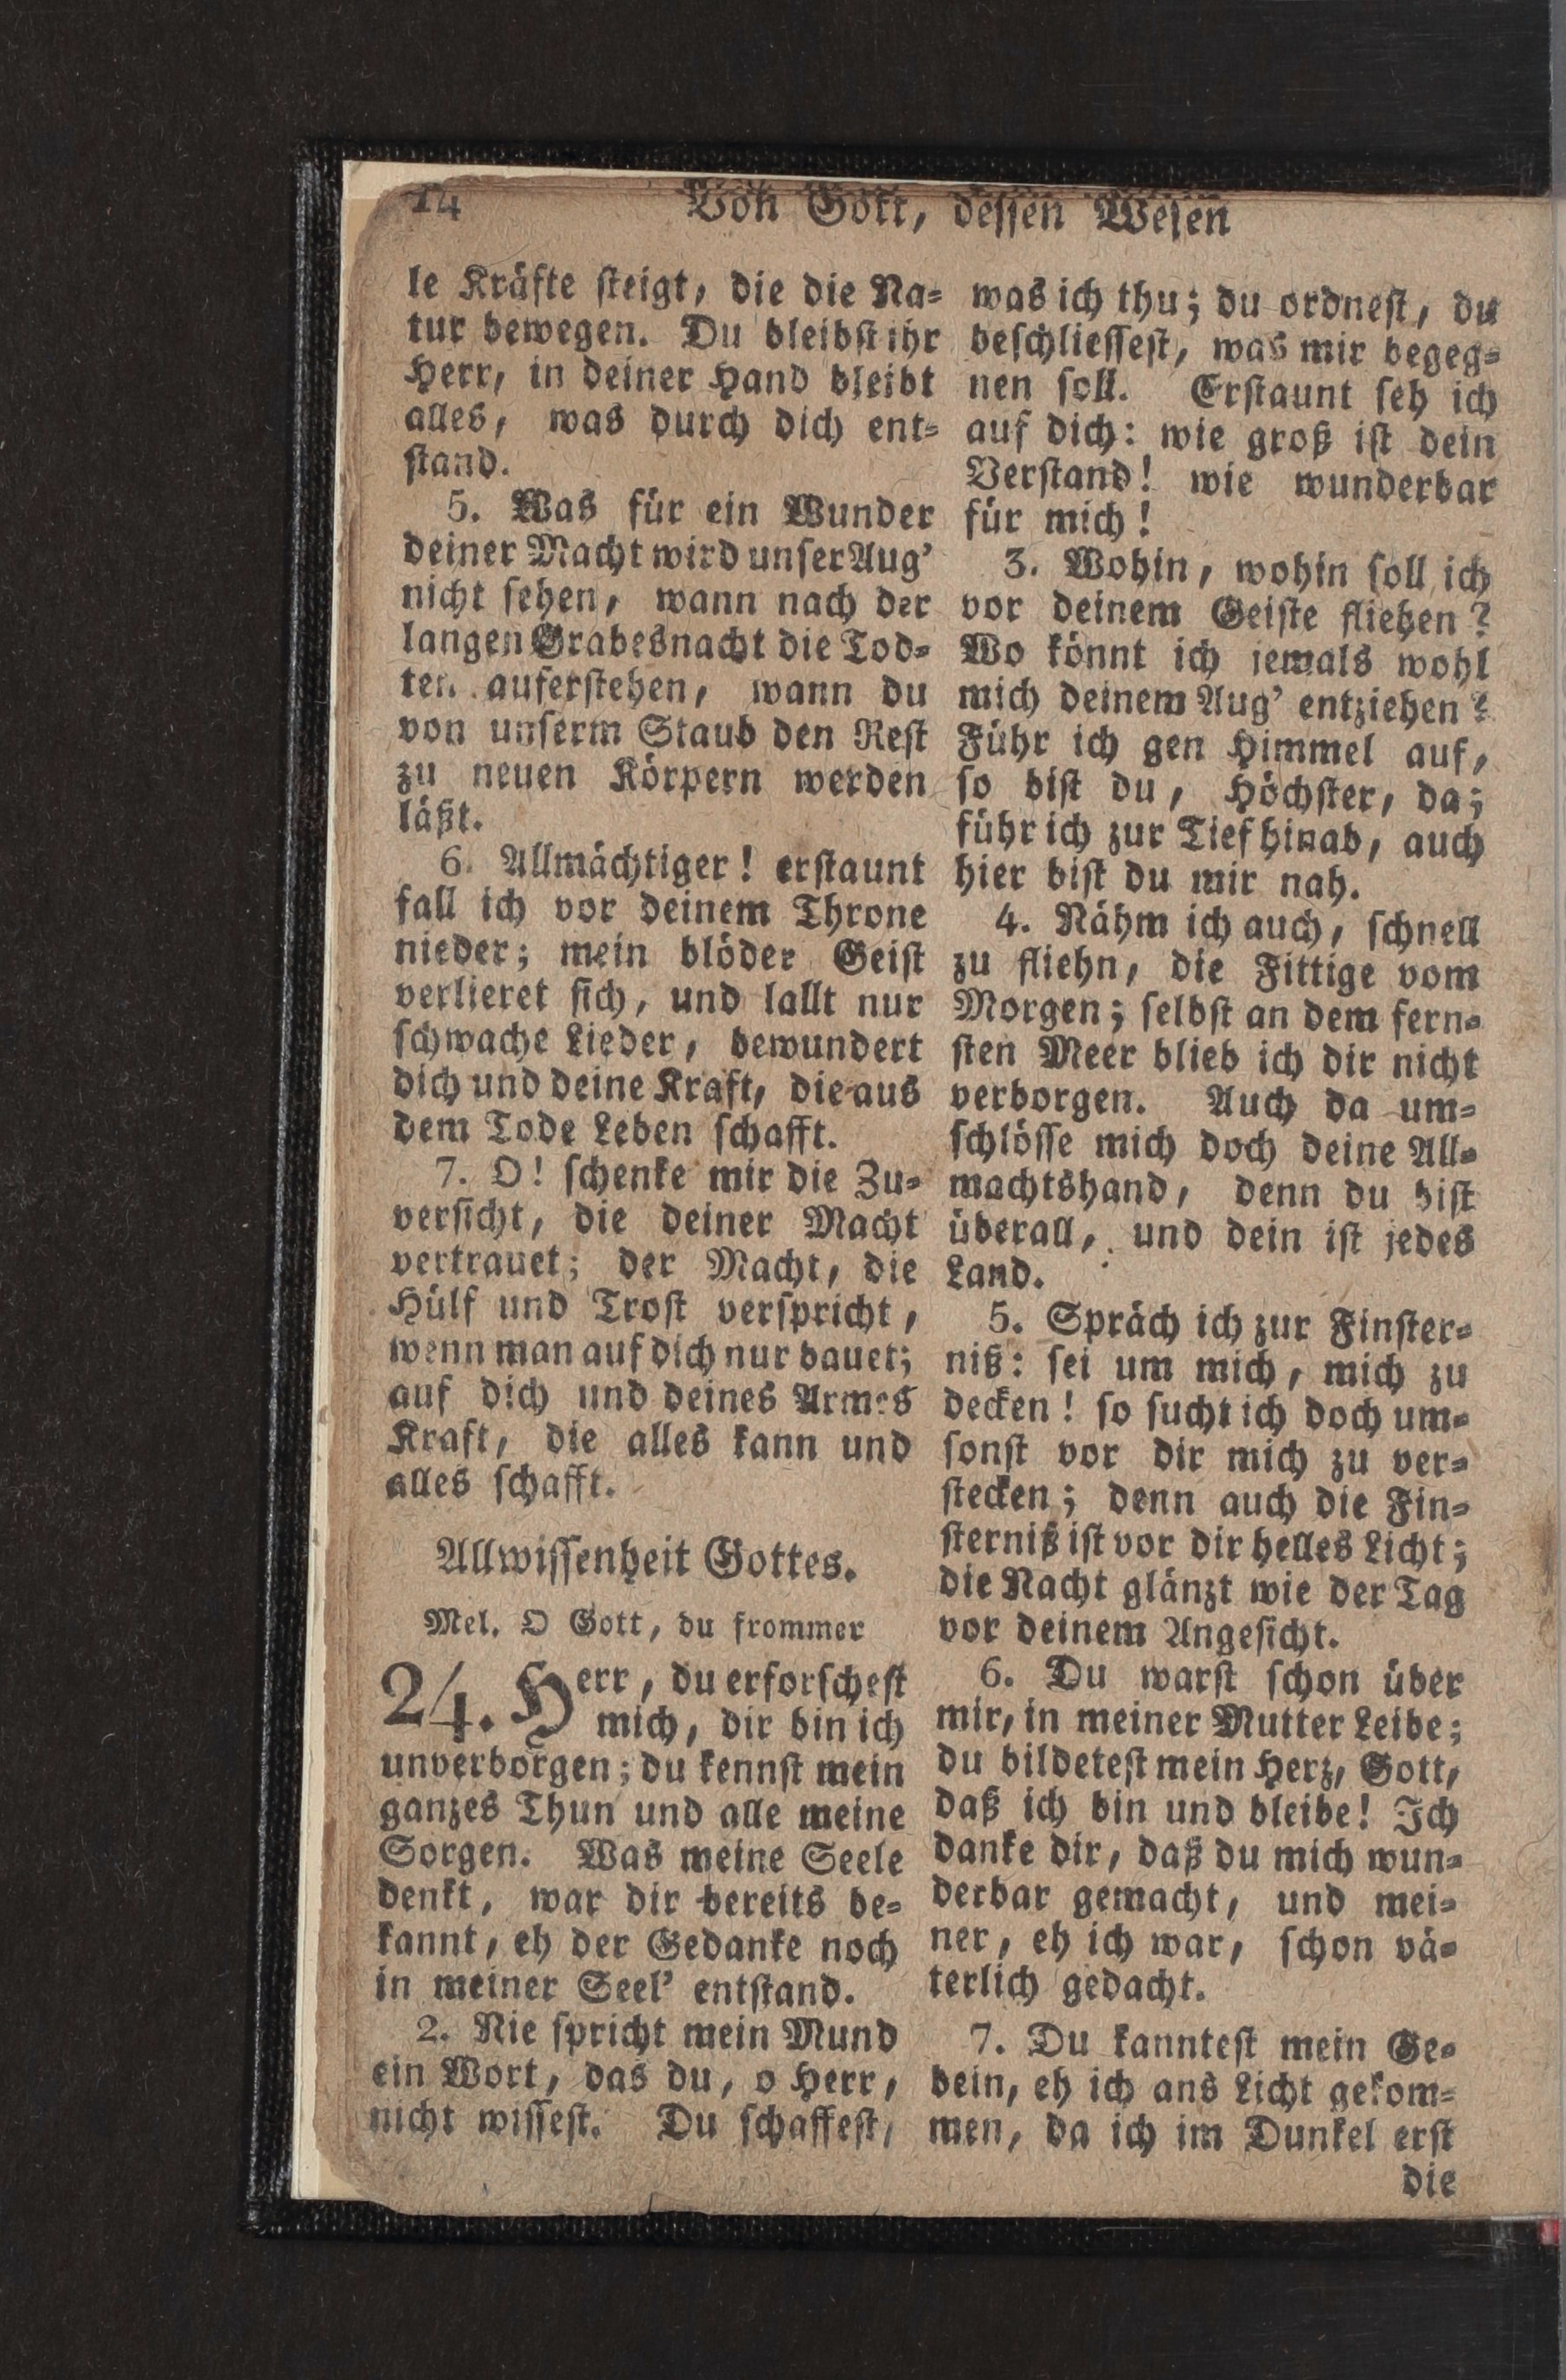 14 Von Gott, dessen Wesen
le Kräfte steigt, die die Na-
tur bewegen. Du bleibst ihr
Herr, in deiner Hand bleibt
alles, was durch dich ent-
stand.
5. Was für ein Wunder
deiner Macht wird unser Aug'
nicht sehen, wann nach der
langen Grabesnacht die Tod-
ten auferstehen, wann du
von unserm Staub den Rest
zu neuen Körpern werden
läßt.
6. Allmächtiger! erstaunt
fall ich vor deinem Throne
nieder; mein blöder Geist
verlieret sich, und lallt nur
schwache Lieder, bewundert
dich und deine Kraft, die aus
dem Tode Leben schafft.
7. O! schenke mir die Zu-
versicht, die deiner Macht
vertrauet; der Macht, die
Hülf und Trost verspricht,
wenn man auf dich nur bauet;
auf dich und deines Armes
Kraft, die alles kann und
alles schafft.
Allwissenheit Gottes.
Mel. O Gott, du frommer
24. Herr, du erforschest
mich, dir bin ich
unverborgen; du kennst mein
ganzes Thun und alle meine
Sorgen. Was meine Seele
denkt, war dir bereits be-
kannt, eh der Gedanke noch
in meiner Seel' entstand.
2. Nie spricht mein Mund
ein Wort, das du, o Herr,
nicht wissest. Du schaffest,
was ich thu; du ordnest, du
beschliessest, was mir begeg-
nen soll. Erstaunt seh ich
auf dich: wie groß ist dein
Verstand! wie wunderbar
für mich!
3. Wohin, wohin soll ich
vor deinem Geiste fliehen?
Wo könnt ich jemals wohl
mich deinem Aug' entziehen?
Führ ich gen Himmel auf,
so bist du, Höchster, da;
führ ich zur Tief hinab, auch
hier bist du mir nah.
4. Nähm ich auch, schnell
zu fliehn, die Fittige vom
Morgen; selbst an dem fern-
sten Meer blieb ich dir nicht
verborgen. Auch da um-
schlösse mich doch deine All-
machtshand, denn du bist
überall, und dein ist jedes
Land.
5. Spräch ich zur Finster-
niß: sei um mich, mich zu
decken! so sucht ich doch um-
sonst vor dir mich zu ver-
stecken; denn auch die Fin-
sterniß ist vor dir helles Licht;
die Nacht glänzt wie der Tag
vor deinem Angesicht.
6. Du warst schon über
mir, in meiner Mutter Leibe;
du bildetest mein Herz, Gott,
daß ich bin und bleibe! Ich
danke dir, daß du mich wun-
derbar gemacht, und mei-
ner, eh ich war, schon vä-
terlich gedacht.
7. Du kanntest mein Ge-
bein, eh ich ans Licht gekom-
men, da ich im Dunkel erst
die